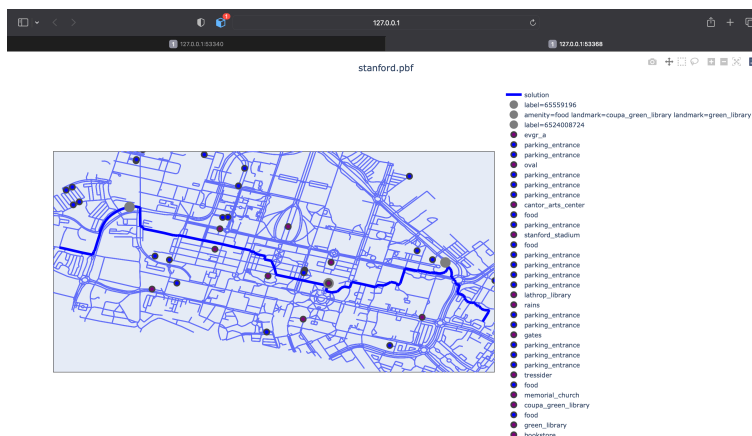 1
127.0.0.1
1 127.0.0.1:53340
1 127.0.0.1:53368
stanford.pbf
solution
label=65559196
amenity=food landmark=coupa_green_library landmark=green_library
label=6524008724
evgr_a
parking_entrance
parking_entrance
oval
parking_entrance
parking_entrance
parking_entrance
cantor_arts_center
food
parking_entrance
stanford_stadium
food
parking_entrance
parking_entrance
parking_entrance
parking_entrance
lathrop_library
rains
parking_entrance
parking_entrance
gates
parking_entrance
parking_entrance
parking_entrance
tressider
food
memorial_church
coupa_green_library
food
green_library
bookstore